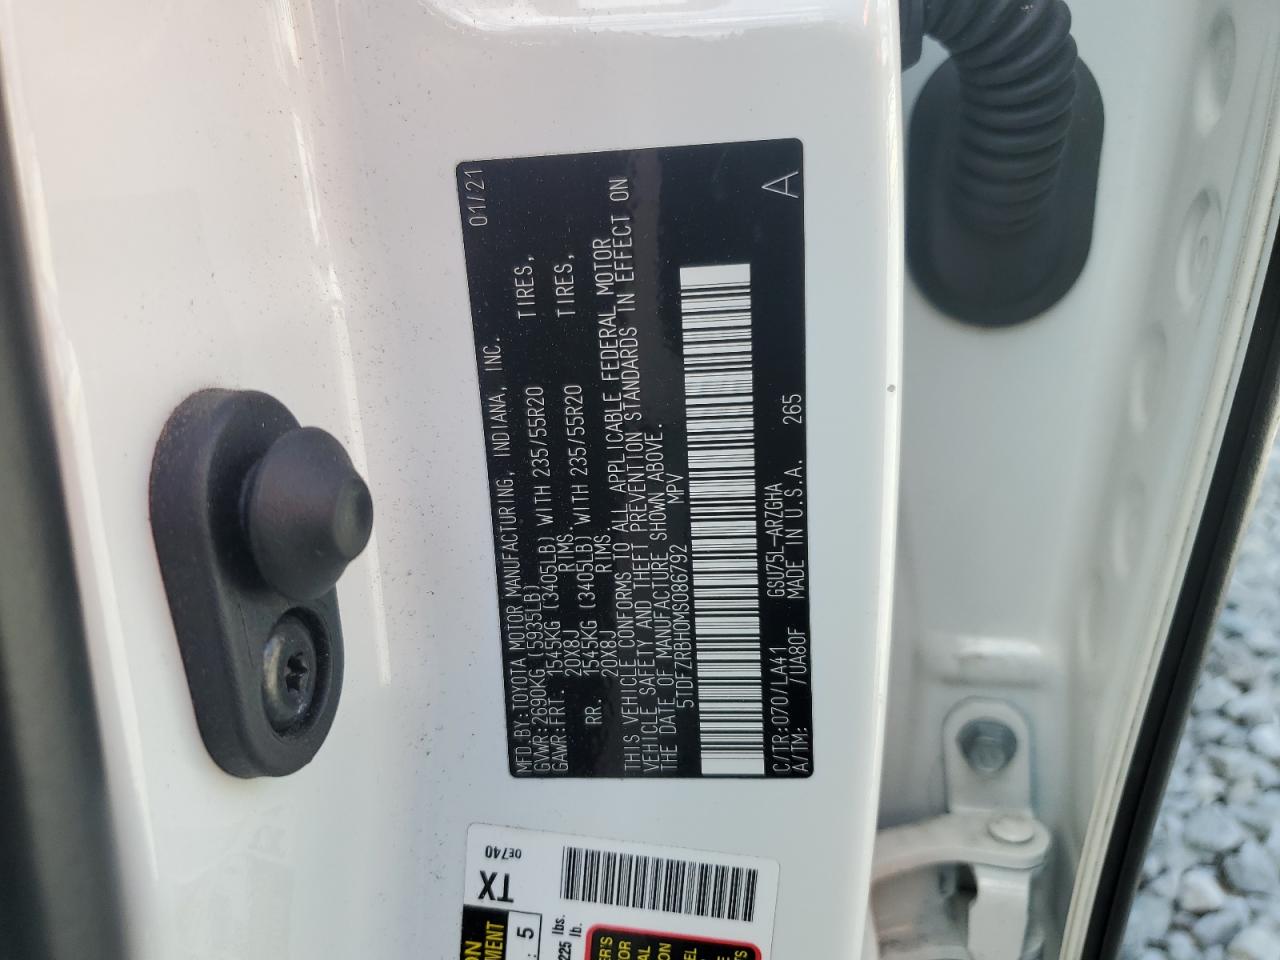 MFD.BY:TOYOTA MOTOR MANUFACTURING, INDIANA, INC. 01/21
GVWR:2690KG (5935LB)
GAWR:FRT. 1545KG (3405LB) WITH 235/55R20 TIRES,
20X8J RIMS.
RR. 1545KG (3405LB) WITH 235/55R20 TIRES,
20X8J RIMS.
THIS VEHICLE CONFORMS TO ALL APPLICABLE FEDERAL MOTOR
VEHICLE SAFETY AND THEFT PREVENTION STANDARDS IN EFFECT ON
THE DATE OF MANUFACTURE SHOWN ABOVE.
5TDFZRBH0MS086792 MPV
C/TR:070/LA41 GSU75L-ARZGHA
A/TM: /UA80F MADE IN U.S.A. 265 A
TX 0E740
5
lbs.
225 lb.